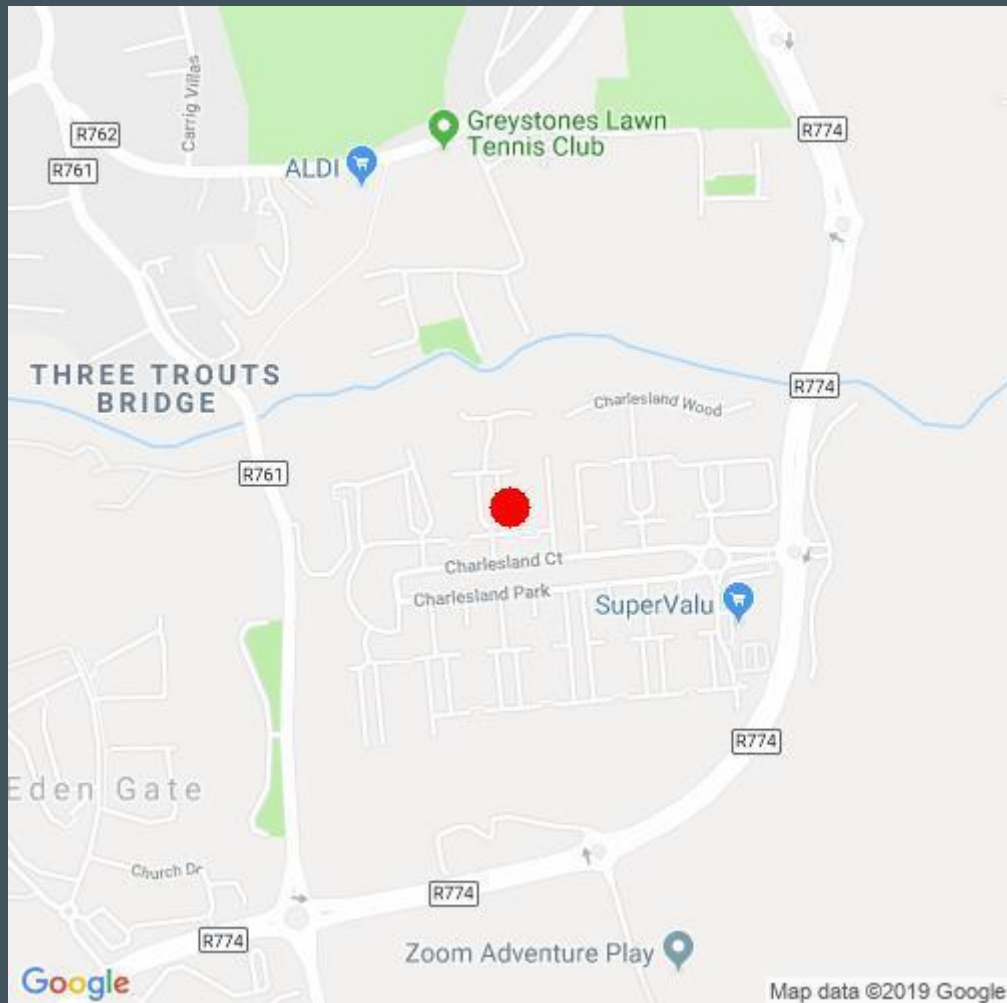 Carrig Villas
R762
R761
ALDI
Greystones Lawn
Tennis Club
R774
THREE TROUTS
BRIDGE
R774
Charlesland Wood
R761
Charlesland Ct
Charlesland Park
SuperValu
R774
Eden Gate
Church Dr
R774
R774
Zoom Adventure Play
Google
Map data ©2019 Google